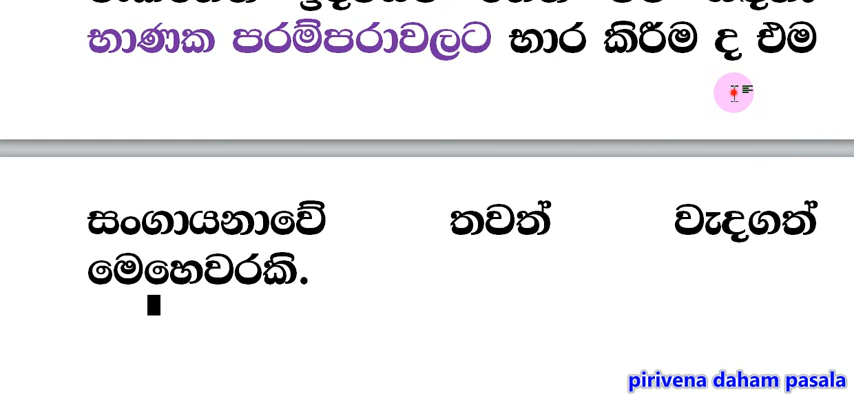 භාණක පරම්පරාවලට භාර කිරීම ද එම
සංගායනාවේ තවත් වැදගත්
මෙහෙවරකි.
pirivena daham pasala